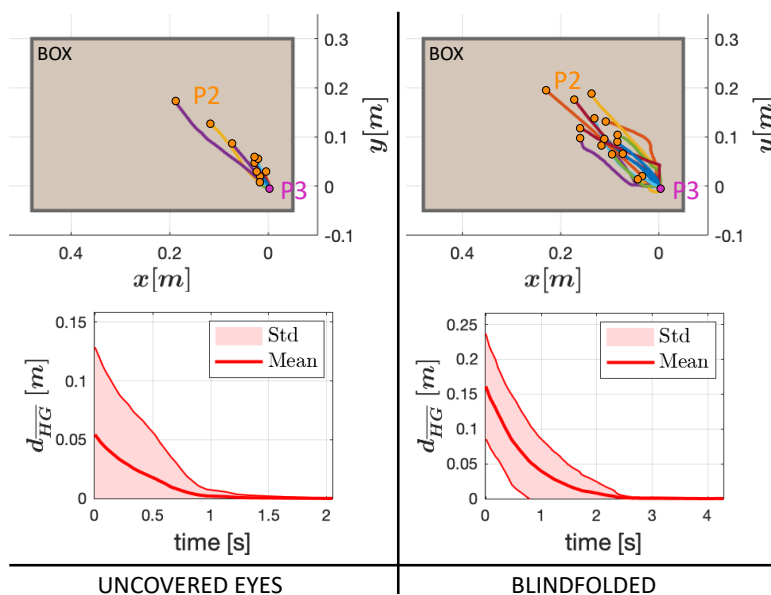 BOX
P2
P3
0.3
0.2
0.1
0
-0.1
y[m]
0.4
0.2
0
x[m]
BOX
P2
P3
0.3
0.2
0.1
0
-0.1
y[m]
0.4
0.2
0
x[m]
0.15
0.1
0.05
0
d_HG [m]
Std
Mean
0
0.5
1
1.5
2
time [s]
0.25
0.2
0.15
0.1
0.05
0
d_HG [m]
Std
Mean
0
1
2
3
4
time [s]
UNCOVERED EYES
BLINDFOLDED